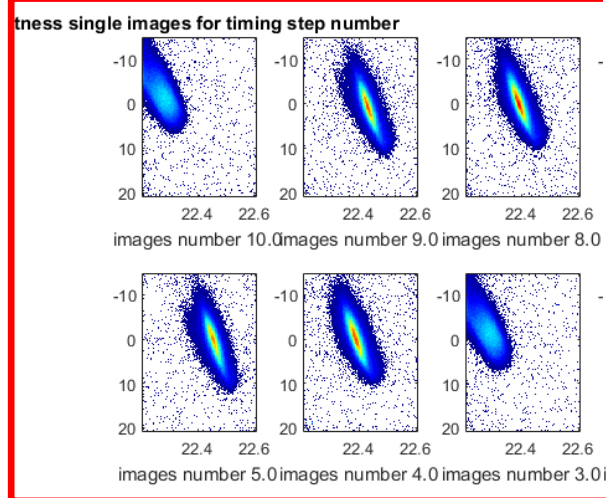 tness single images for timing step number
-10 -10 -10 -
0 0 0
10 10 10
20 20 20
22.4 22.6 22.4 22.6 22.4 22.6
images number 10.0 images number 9.0 images number 8.0
-10 -10 -10 -
0 0 0
10 10 10
20 20 20
22.4 22.6 22.4 22.6 22.4 22.6
images number 5.0 images number 4.0 images number 3.0 i